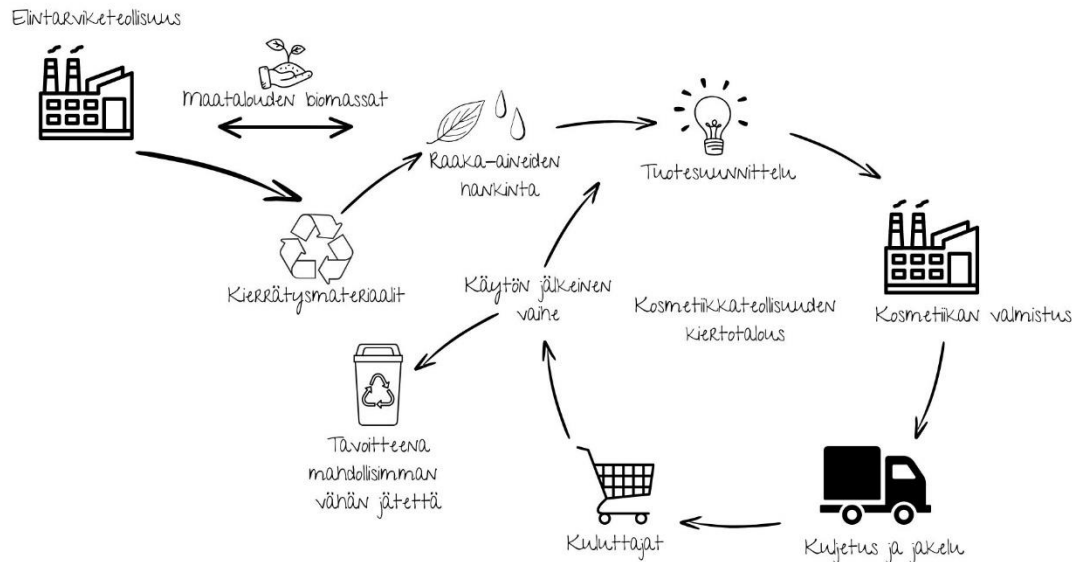 Elintarviketeollisuus
Maatalouden biomassat
Raaka-aineiden
hankinta
Tuotesuunnittelu
Kierrätysmateriaalit
Käytön jälkeinen
vaihe
Kosmetiikkateollisuuden
kiertotalous
Kosmetiikan valmistus
Tavoitteena
mahdollisimman
vähän jätettä
Kuluttajat
Kuljetus ja jakelu